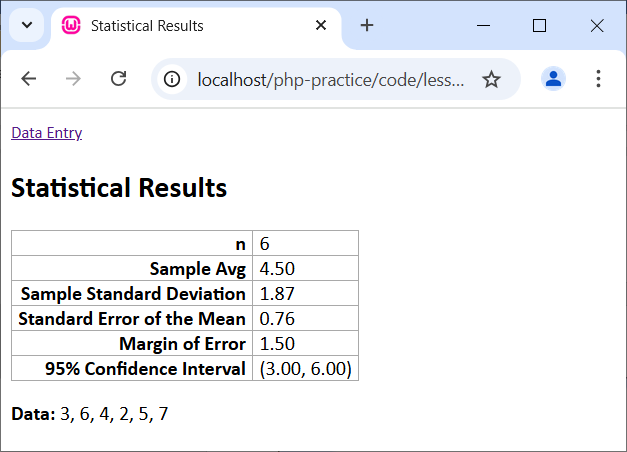 Statistical Results
localhost/php-practice/code/less...
Data Entry
Statistical Results
n 6
Sample Avg 4.50
Sample Standard Deviation 1.87
Standard Error of the Mean 0.76
Margin of Error 1.50
95% Confidence Interval (3.00, 6.00)
Data: 3, 6, 4, 2, 5, 7